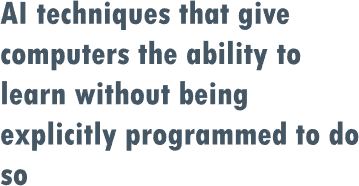 AI techniques that give
computers the ability to
learn without being
explicitly programmed to do
so